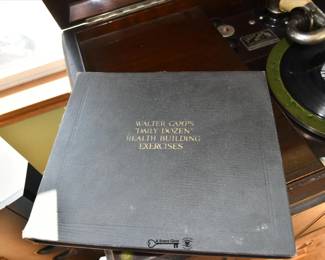 WALTER CAMP'S
"DAILY DOZEN"
HEALTH BUILDING
EXERCISES